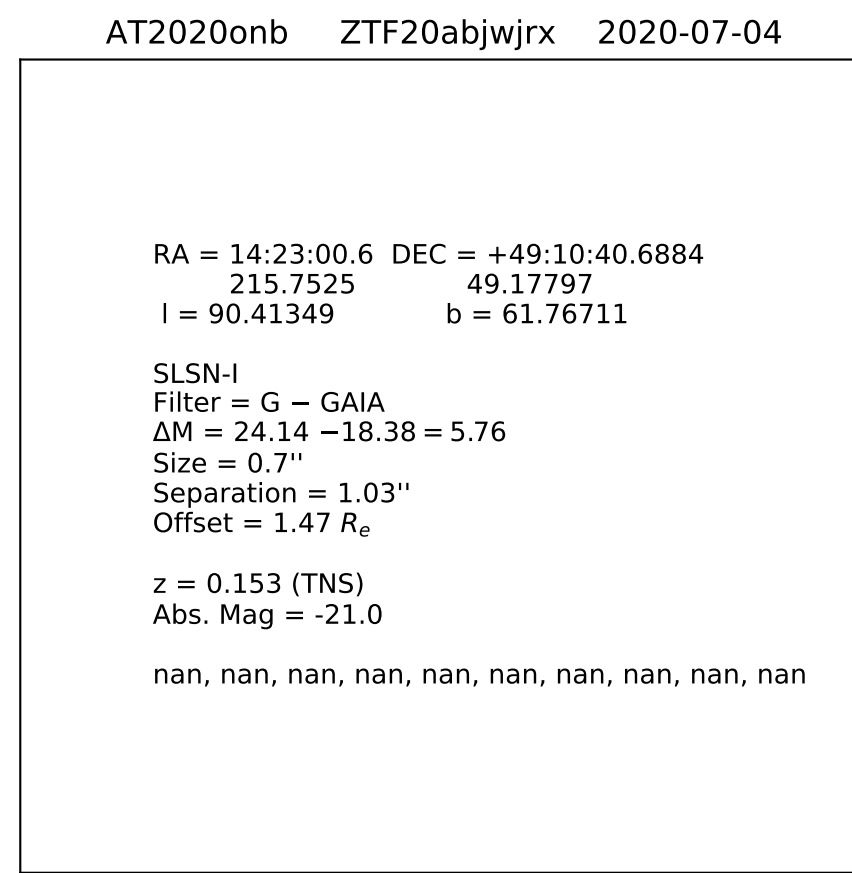 AT2020onb ZTF20abjwjrx 2020-07-04
RA = 14:23:00.6 DEC = +49:10:40.6884
215.7525 49.17797
l = 90.41349 b = 61.76711
SLSN-I
Filter = G − GAIA
ΔM = 24.14 −18.38 = 5.76
Size = 0.7''
Separation = 1.03''
Offset = 1.47 Rₑ
z = 0.153 (TNS)
Abs. Mag = -21.0
nan, nan, nan, nan, nan, nan, nan, nan, nan, nan